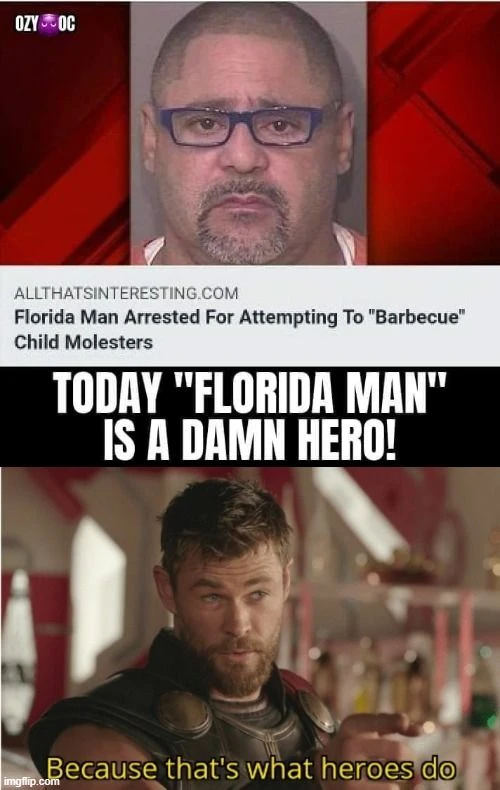 OZY😈OC
ALLTHATSINTERESTING.COM
Florida Man Arrested For Attempting To "Barbecue"
Child Molesters
TODAY "FLORIDA MAN"
IS A DAMN HERO!
Because that's what heroes do
imgflip.com